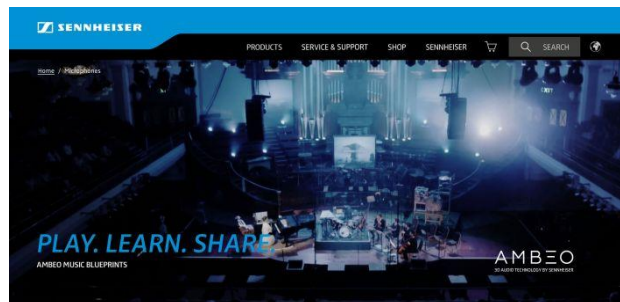 SENNHEISER
PRODUCTS SERVICE & SUPPORT SHOP SENNHEISER SEARCH
Home / Microphones
EXIT
PLAY. LEARN. SHARE.
AMBEO MUSIC BLUEPRINTS
AMBEO
3D AUDIO TECHNOLOGY BY SENNHEISER